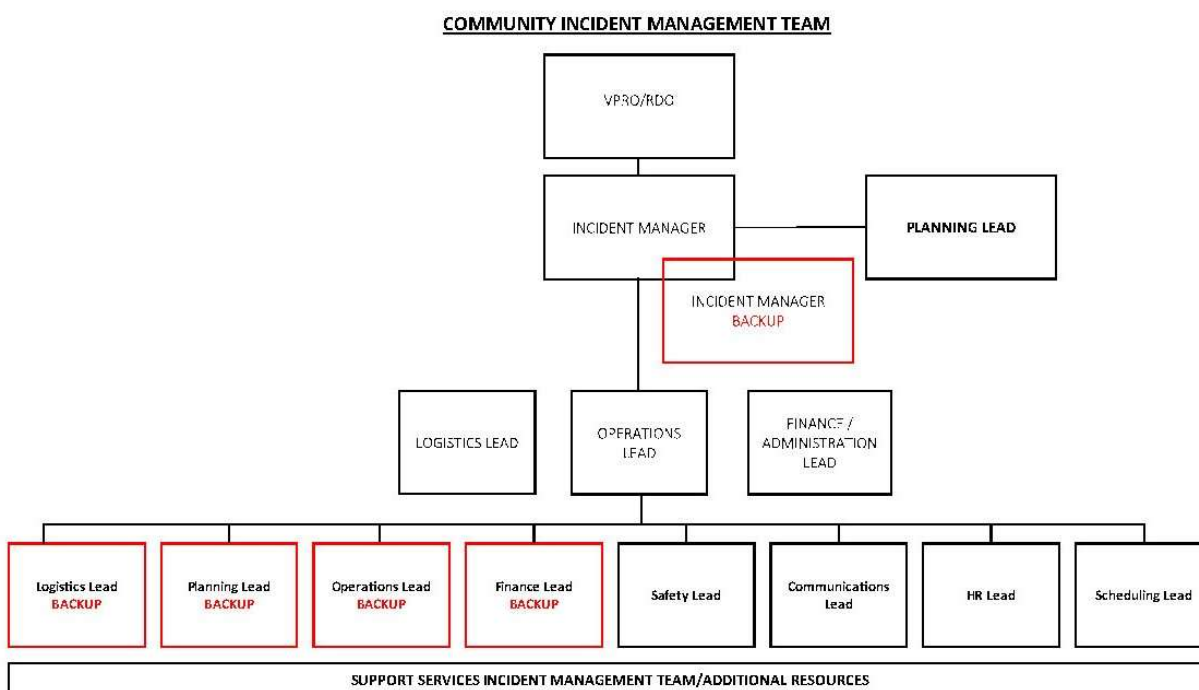 COMMUNITY INCIDENT MANAGEMENT TEAM
VPRO/RDO
INCIDENT MANAGER
PLANNING LEAD
INCIDENT MANAGER
BACKUP
LOGISTICS LEAD
OPERATIONS
LEAD
FINANCE /
ADMINISTRATION
LEAD
Logistics Lead
BACKUP
Planning Lead
BACKUP
Operations Lead
BACKUP
Finance Lead
BACKUP
Safety Lead
Communications
Lead
HR Lead
Scheduling Lead
SUPPORT SERVICES INCIDENT MANAGEMENT TEAM/ADDITIONAL RESOURCES